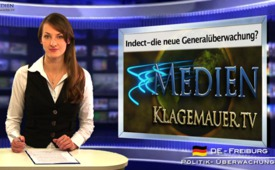 Indect-die neue Generalüberwachung?
MEDIEN
KLAGEMAUER.TV
DE - FREIBURG
POLITIK- ÜBERWACHUNG